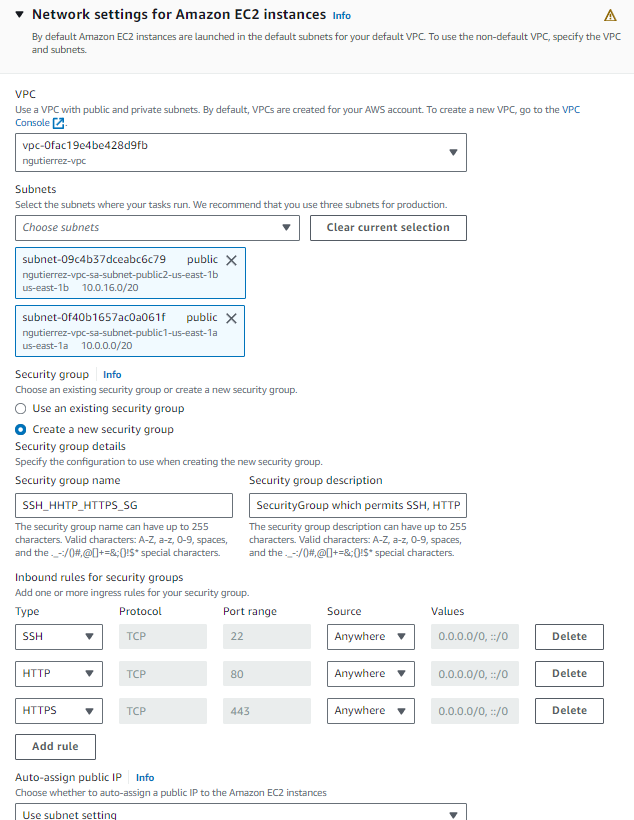 Network settings for Amazon EC2 instances Info
By default Amazon EC2 instances are launched in the default subnets for your default VPC. To use the non-default VPC, specify the VPC
and subnets.
VPC
Use a VPC with public and private subnets. By default, VPCs are created for your AWS account. To create a new VPC, go to the VPC
Console
vpc-0fac19e4be428d9fb
ngutierrez-vpc
Subnets
Select the subnets where your tasks run. We recommend that you use three subnets for production.
Choose subnets Clear current selection
subnet-09c4b37dceabc6c79 public
ngutierrez-vpc-sa-subnet-public2-us-east-1b
us-east-1b 10.0.16.0/20
subnet-0f40b1657ac0a061f public
ngutierrez-vpc-sa-subnet-public1-us-east-1a
us-east-1a 10.0.0.0/20
Security group Info
Choose an existing security group or create a new security group.
Use an existing security group
Create a new security group
Security group details
Specify the configuration to use when creating the new security group.
Security group name Security group description
SSH_HHTP_HTTPS_SG SecurityGroup which permits SSH, HTTP
The security group name can have up to 255 The security group description can have up to 255
characters. Valid characters: A-Z, a-z, 0-9, spaces, characters. Valid characters: A-Z, a-z, 0-9, spaces,
and the ._-:/()#,@[]+=&;{}!$* special characters. and the ._-:/()#,@[]+=&;{}!$* special characters.
Inbound rules for security groups
Add one or more ingress rules for your security group.
Type Protocol Port range Source Values
SSH TCP 22 Anywhere 0.0.0.0/0, ::/0 Delete
HTTP TCP 80 Anywhere 0.0.0.0/0, ::/0 Delete
HTTPS TCP 443 Anywhere 0.0.0.0/0, ::/0 Delete
Add rule
Auto-assign public IP Info
Choose whether to auto-assign a public IP to the Amazon EC2 instances
Use subnet setting